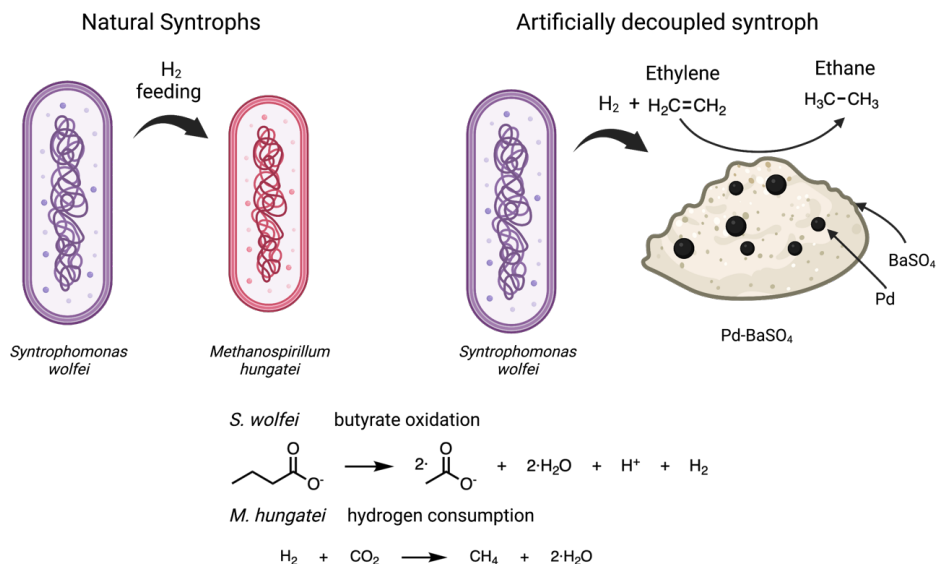 Natural Syntrophs
Artificially decoupled syntroph
H₂
feeding
Ethylene
Ethane
H₂ + H₂C=CH₂
H₃C–CH₃
BaSO₄
Pd
Pd-BaSO₄
Syntrophomonas
wolfei
Methanospirillum
hungatei
Syntrophomonas
wolfei
S. wolfei butyrate oxidation
O O⁻ → 2· O O⁻ + 2·H₂O + H⁺ + H₂
M. hungatei hydrogen consumption
H₂ + CO₂ → CH₄ + 2·H₂O